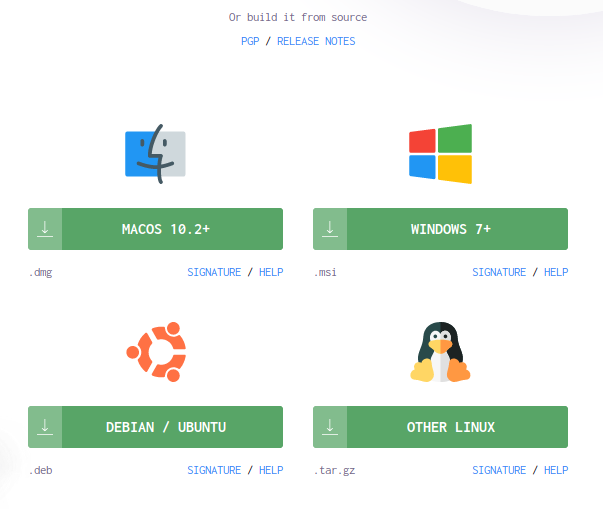 Or build it from source
PGP / RELEASE NOTES
MACOS 10.2+
WINDOWS 7+
.dmg SIGNATURE / HELP
.msi SIGNATURE / HELP
DEBIAN / UBUNTU
OTHER LINUX
.deb SIGNATURE / HELP
.tar.gz SIGNATURE / HELP